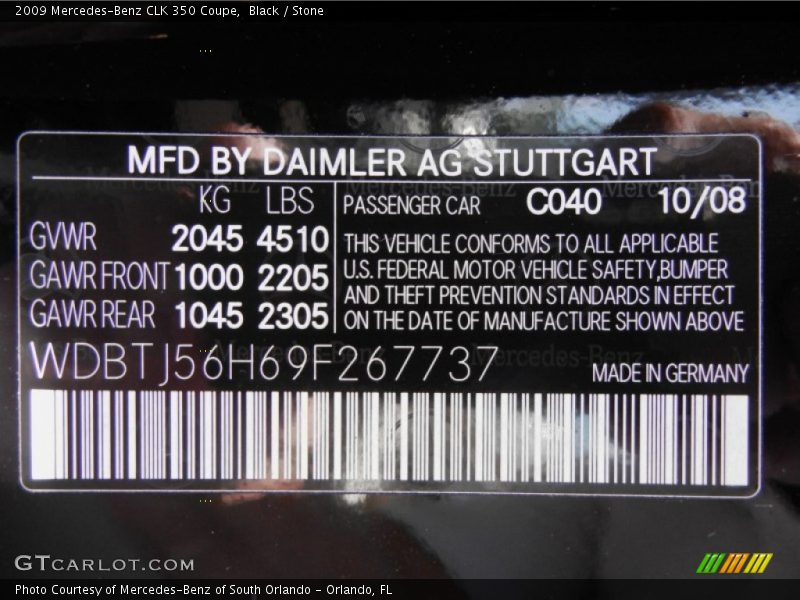 2009 Mercedes-Benz CLK 350 Coupe, Black / Stone
MFD BY DAIMLER AG STUTTGART
KG LBS
GVWR 2045 4510
GAWR FRONT 1000 2205
GAWR REAR 1045 2305
PASSENGER CAR C040 10/08
THIS VEHICLE CONFORMS TO ALL APPLICABLE
U.S. FEDERAL MOTOR VEHICLE SAFETY,BUMPER
AND THEFT PREVENTION STANDARDS IN EFFECT
ON THE DATE OF MANUFACTURE SHOWN ABOVE
WDBTJ56H69F267737
MADE IN GERMANY
GTCARLOT.COM
Photo Courtesy of Mercedes-Benz of South Orlando - Orlando, FL